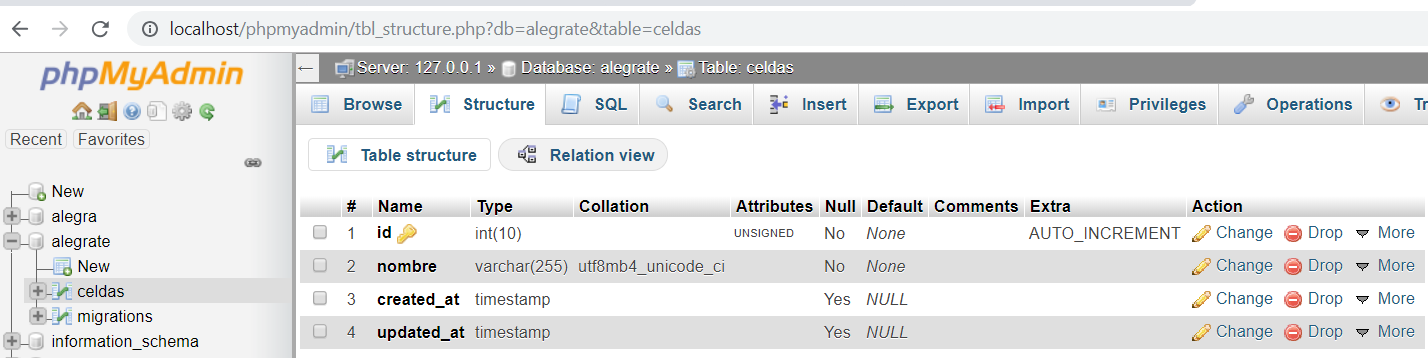 localhost/phpmyadmin/tbl_structure.php?db=alegrate&table=celdas
phpMyAdmin
Recent Favorites
New
alegra
alegrate
New
celdas
migrations
information_schema
Server: 127.0.0.1 » Database: alegrate » Table: celdas
Browse Structure SQL Search Insert Export Import Privileges Operations Tr
Table structure Relation view
# Name Type Collation Attributes Null Default Comments Extra Action
1 id int(10) UNSIGNED No None AUTO_INCREMENT Change Drop More
2 nombre varchar(255) utf8mb4_unicode_ci No None Change Drop More
3 created_at timestamp Yes NULL Change Drop More
4 updated_at timestamp Yes NULL Change Drop More